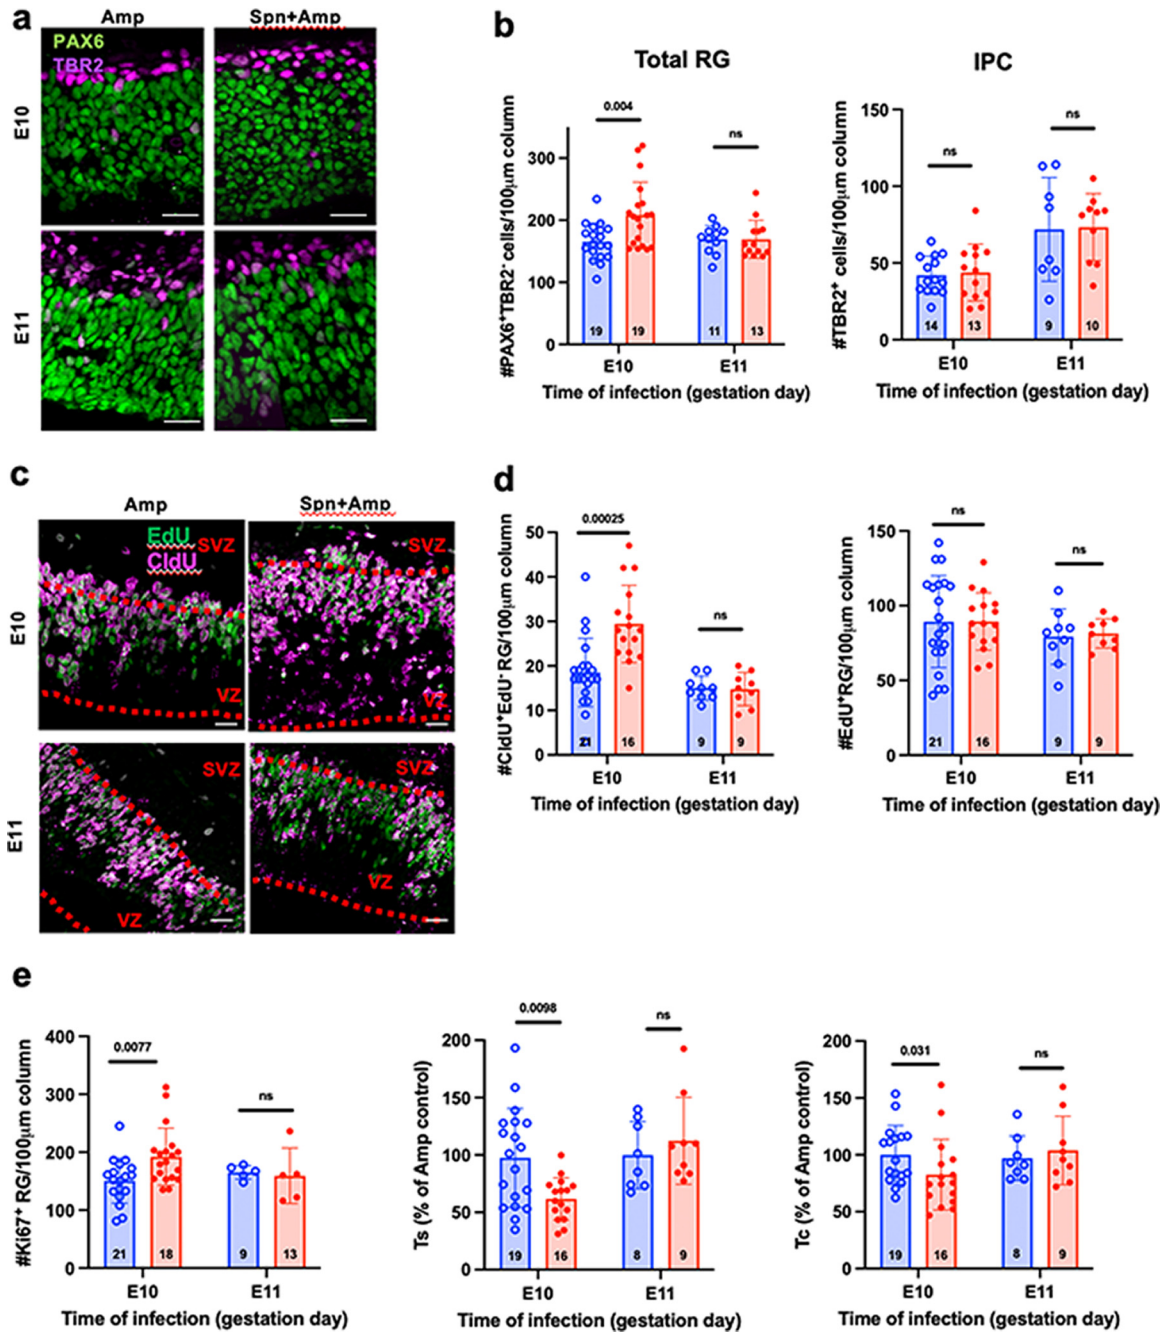 a
Amp
Spn+Amp
PAX6
TBR2
E10
E11
b
Total RG
#PAX6⁺TBR2⁻ cells/100μm column
300
200
100
0
0.004
ns
19
19
11
13
E10
E11
Time of infection (gestation day)
IPC
#TBR2⁺ cells/100μm column
150
100
50
0
ns
ns
14
13
9
10
E10
E11
Time of infection (gestation day)
c
Amp
Spn+Amp
EdU
CldU
SVZ
VZ
SVZ
VZ
E10
SVZ
VZ
SVZ
VZ
E11
d
#CldU⁺EdU⁻ RG/100μm column
50
40
30
20
10
0
0.00025
ns
21
16
9
9
E10
E11
Time of infection (gestation day)
#EdU⁺RG/100μm column
150
100
50
0
ns
ns
21
16
9
9
E10
E11
Time of infection (gestation day)
e
#Ki67⁺ RG/100μm column
400
300
200
100
0
0.0077
ns
21
18
9
13
E10
E11
Time of infection (gestation day)
Ts (% of Amp control)
200
150
100
50
0
0.0098
ns
19
16
8
9
E10
E11
Time of infection (gestation day)
Tc (% of Amp control)
200
150
100
50
0
0.031
ns
19
16
8
9
E10
E11
Time of infection (gestation day)